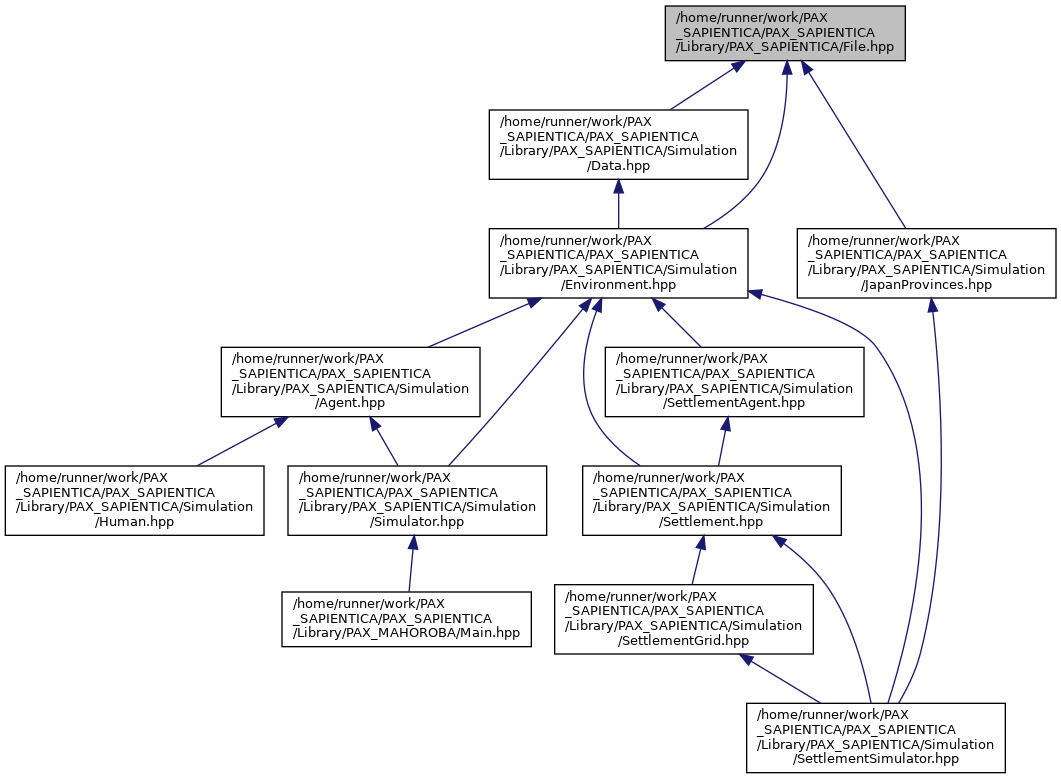 /home/runner/work/PAX
_SAPIENTICA/PAX_SAPIENTICA
/Library/PAX_SAPIENTICA/File.hpp
/home/runner/work/PAX
_SAPIENTICA/PAX_SAPIENTICA
/Library/PAX_SAPIENTICA/Simulation
/Data.hpp
/home/runner/work/PAX
_SAPIENTICA/PAX_SAPIENTICA
/Library/PAX_SAPIENTICA/Simulation
/Environment.hpp
/home/runner/work/PAX
_SAPIENTICA/PAX_SAPIENTICA
/Library/PAX_SAPIENTICA/Simulation
/JapanProvinces.hpp
/home/runner/work/PAX
_SAPIENTICA/PAX_SAPIENTICA
/Library/PAX_SAPIENTICA/Simulation
/Agent.hpp
/home/runner/work/PAX
_SAPIENTICA/PAX_SAPIENTICA
/Library/PAX_SAPIENTICA/Simulation
/SettlementAgent.hpp
/home/runner/work/PAX
_SAPIENTICA/PAX_SAPIENTICA
/Library/PAX_SAPIENTICA/Simulation
/Human.hpp
/home/runner/work/PAX
_SAPIENTICA/PAX_SAPIENTICA
/Library/PAX_SAPIENTICA/Simulation
/Simulator.hpp
/home/runner/work/PAX
_SAPIENTICA/PAX_SAPIENTICA
/Library/PAX_SAPIENTICA/Simulation
/Settlement.hpp
/home/runner/work/PAX
_SAPIENTICA/PAX_SAPIENTICA
/Library/PAX_MAHOROBA/Main.hpp
/home/runner/work/PAX
_SAPIENTICA/PAX_SAPIENTICA
/Library/PAX_SAPIENTICA/Simulation
/SettlementGrid.hpp
/home/runner/work/PAX
_SAPIENTICA/PAX_SAPIENTICA
/Library/PAX_SAPIENTICA/Simulation
/SettlementSimulator.hpp